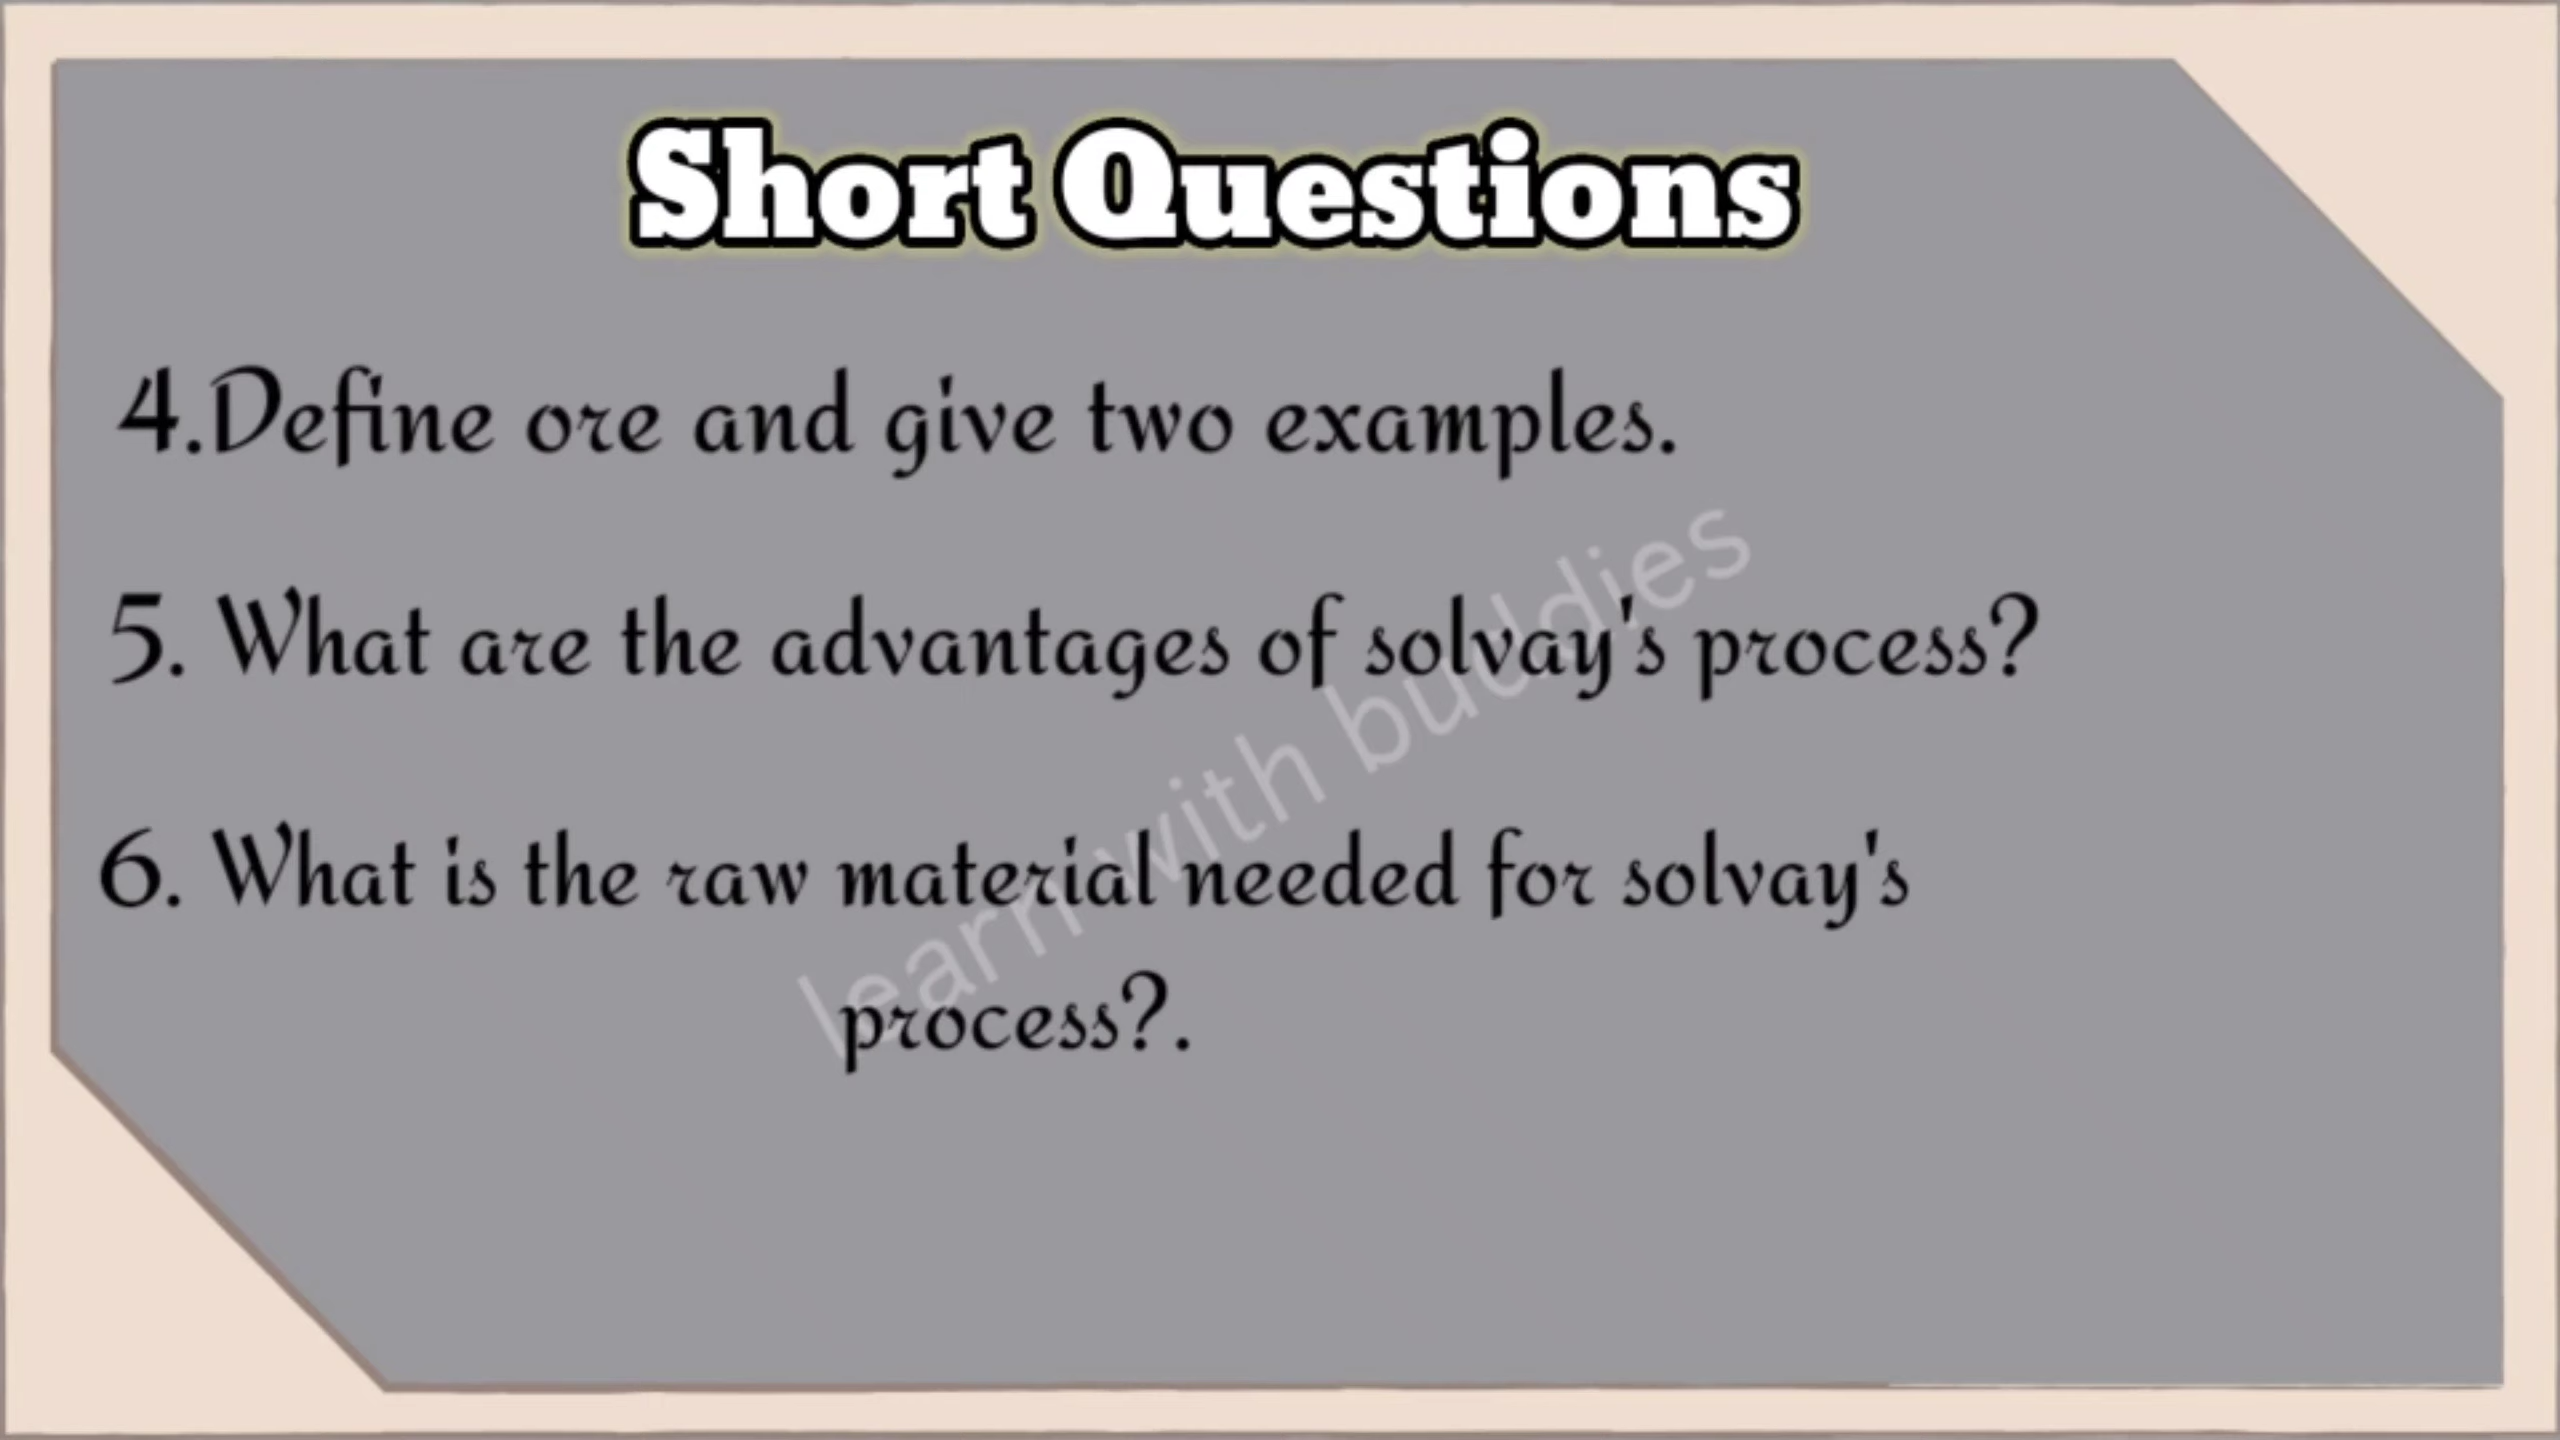 Short Questions
4.Define ore and give two examples.
5. What are the advantages of solvay's process?
6. What is the raw material needed for solvay's
process?.
learn with buddies